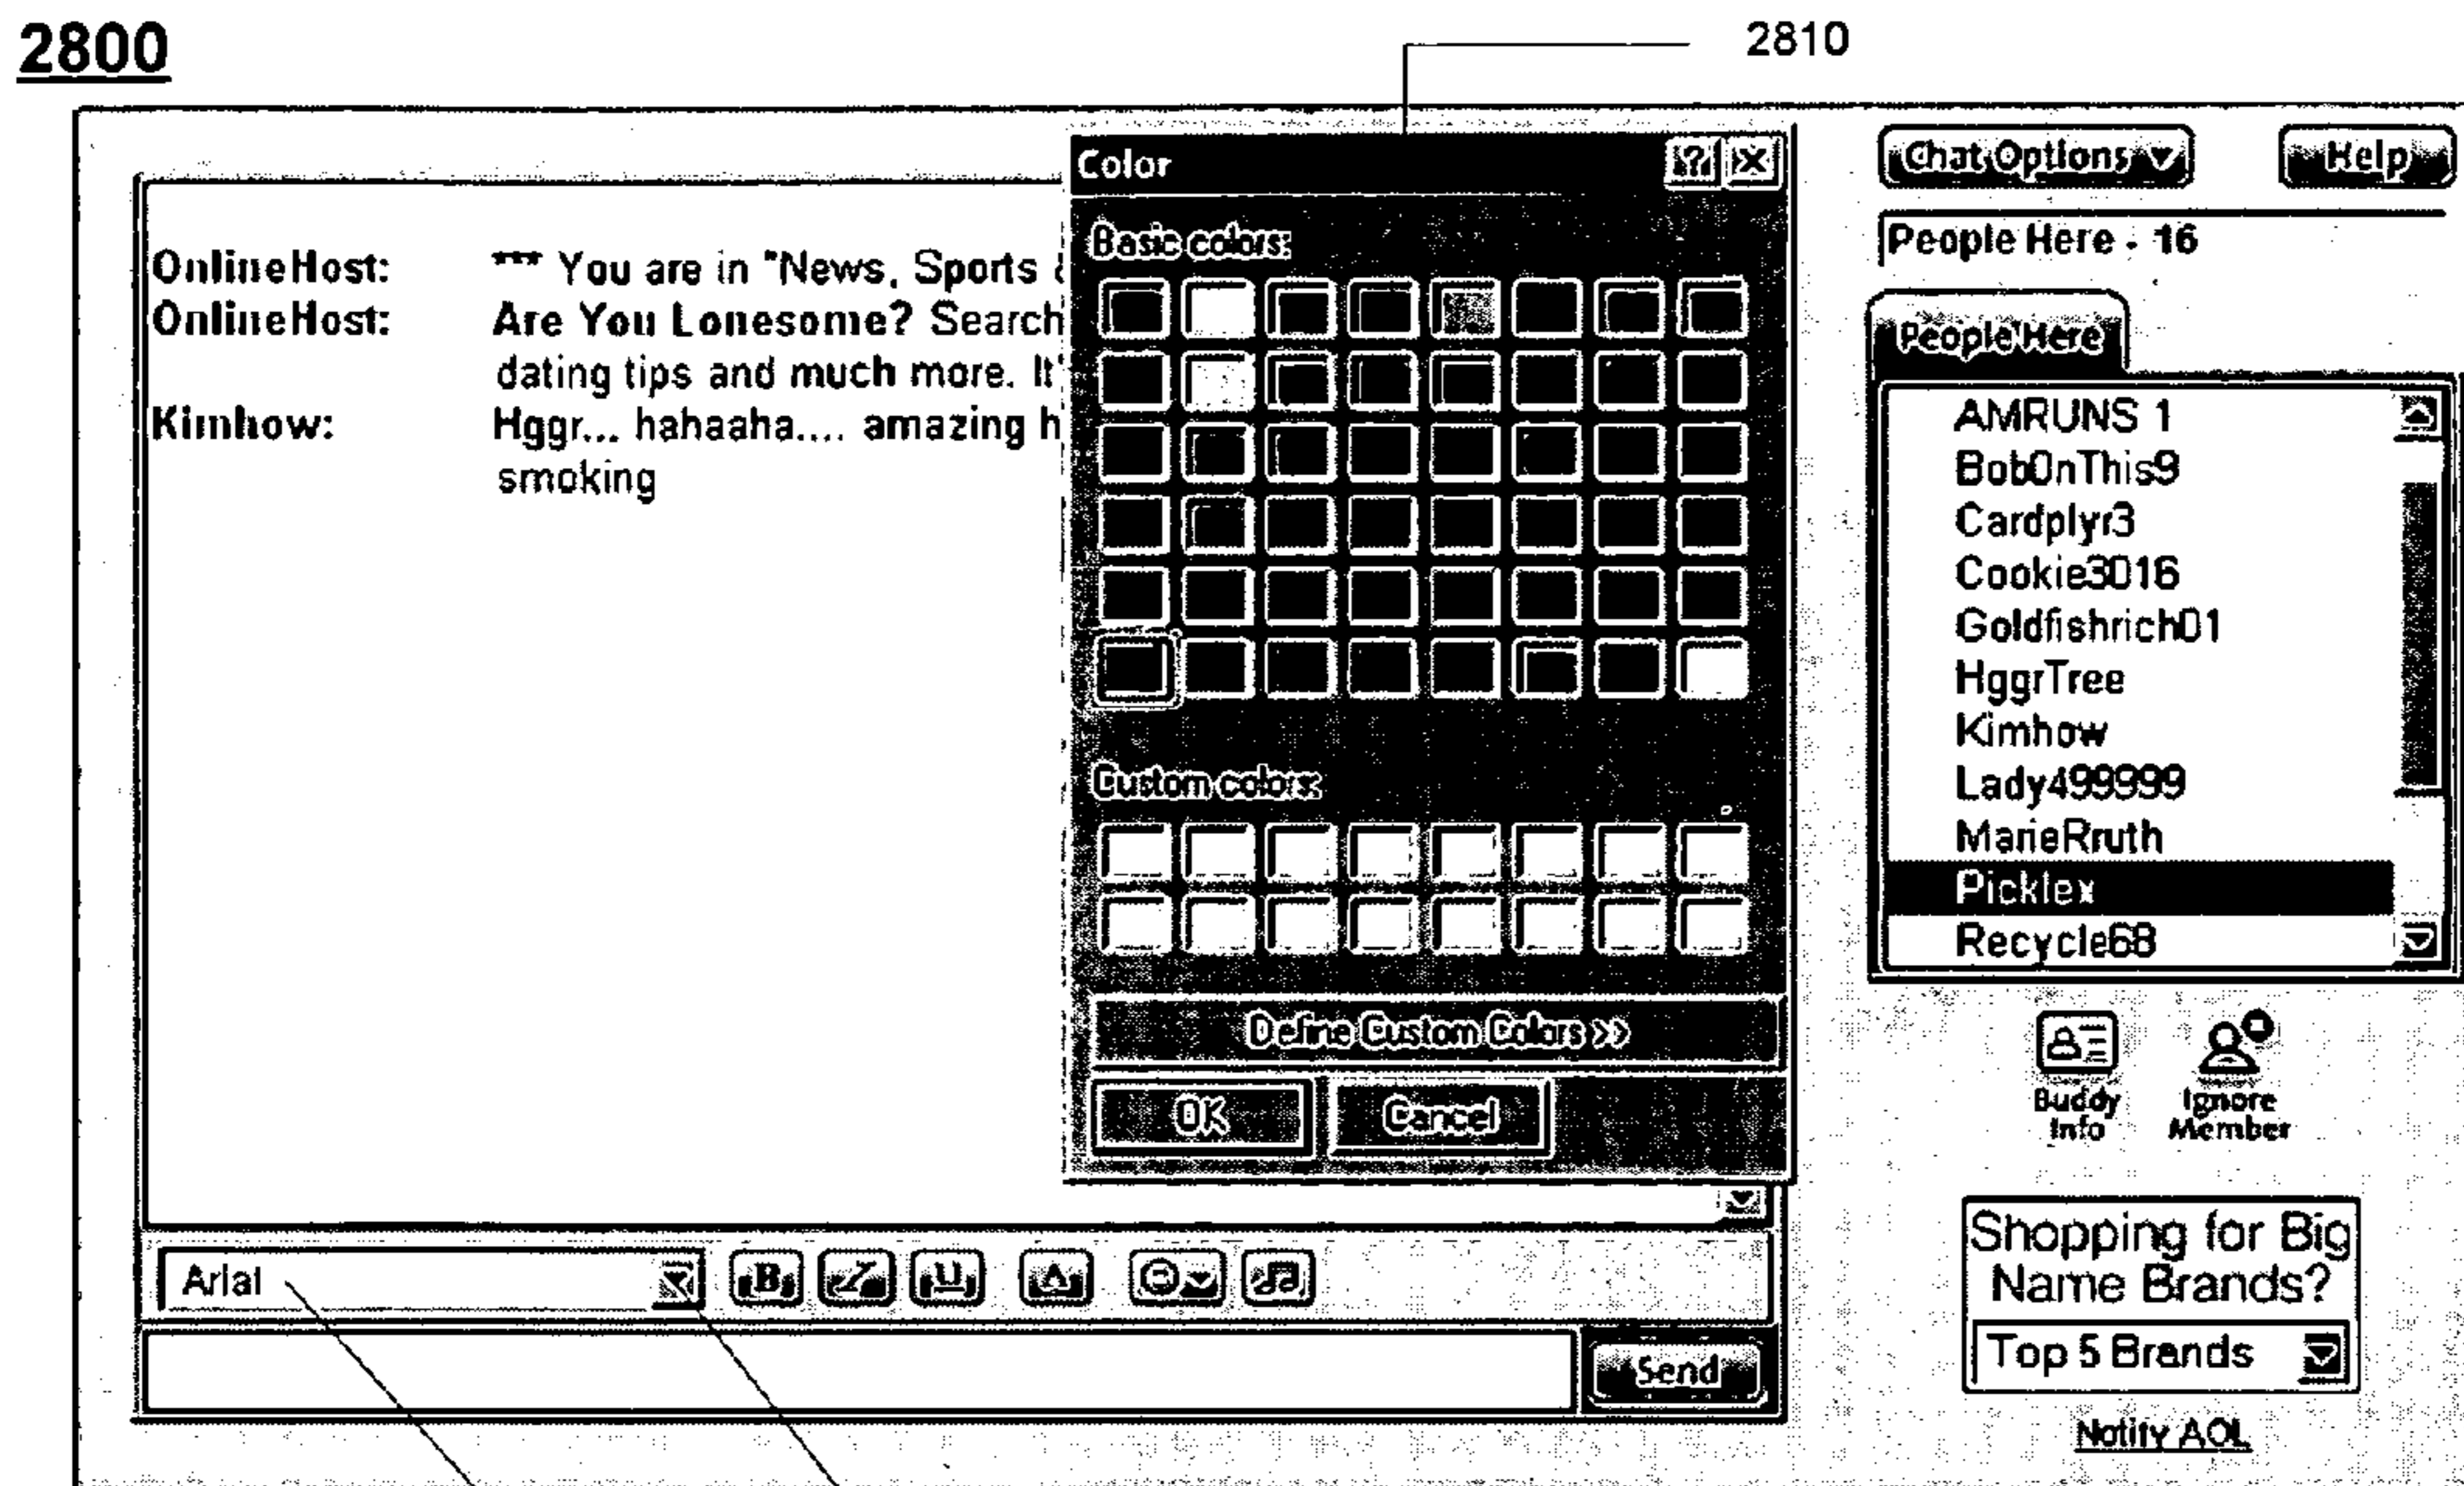 2800
2810
Color
Chat Options
Help
People Here - 16
Basic colors:
OnlineHost: *** You are in "News, Sports &
OnlineHost: Are You Lonesome? Search
dating tips and much more. It'
Kimhow: Hggr... hahaaha.... amazing h
smoking
People Here
AMRUNS 1
BobOnThis9
Cardplyr3
Cookie3016
Goldfishrich01
HggrTree
Kimhow
Lady499999
MarieRruth
Picklex
Recycle68
Custom colors:
Define Custom Colors >>
OK
Cancel
Buddy
Info
Ignore
Member
Arial
B I U A
Send
Shopping for Big
Name Brands?
Top 5 Brands
Notify AOL